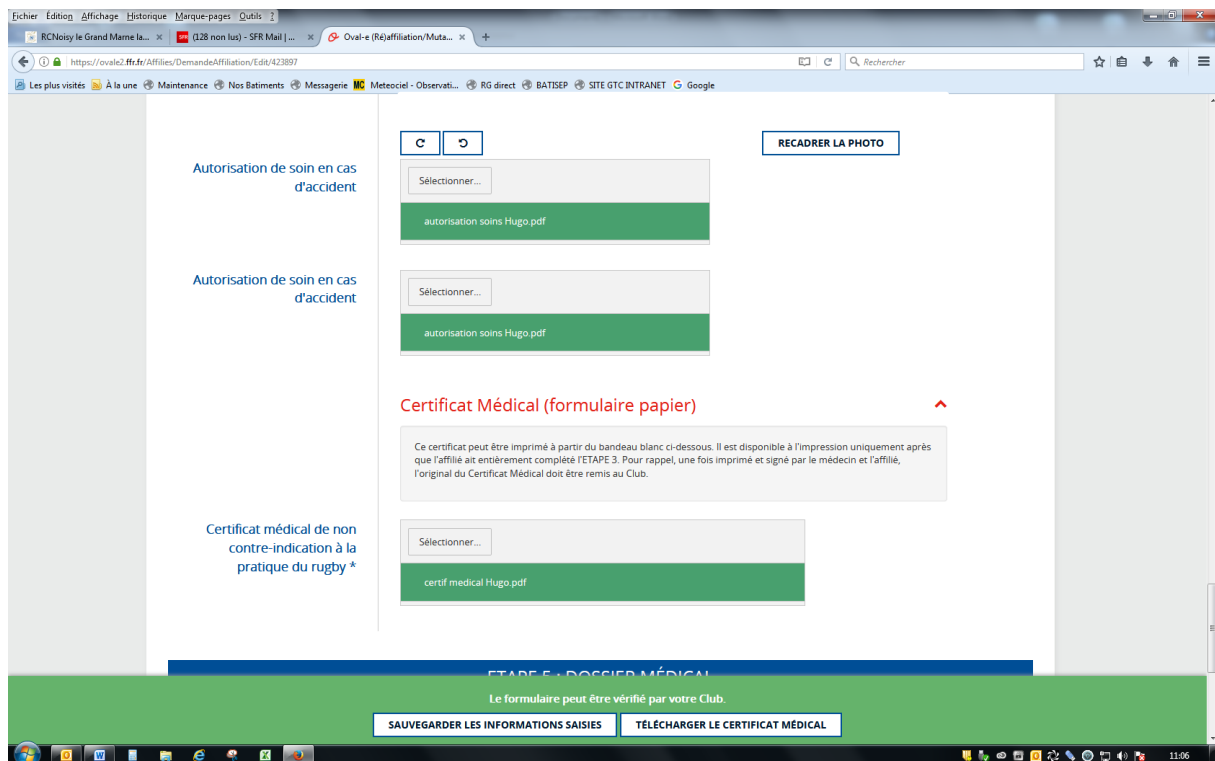 Fichier Édition Affichage Historique Marque-pages Outils ?
RCNoisy le Grand Marne la... × SFR (128 non lus) - SFR Mail | ... × Oval-e (Ré)affiliation/Muta... × +
https://ovale2.ffr.fr/Affilies/DemandeAffiliation/Edit/423897 Rechercher
Les plus visités À la une Maintenance Nos Batiments Messagerie MC Meteociel - Observati... RG direct BATISEP SITE GTC INTRANET G Google
RECADRER LA PHOTO
Autorisation de soin en cas
d'accident
Sélectionner...
autorisation soins Hugo.pdf
Autorisation de soin en cas
d'accident
Sélectionner...
autorisation soins Hugo.pdf
Certificat Médical (formulaire papier)
Ce certificat peut être imprimé à partir du bandeau blanc ci-dessous. Il est disponible à l'impression uniquement après
que l'affilié ait entièrement complété l'ETAPE 3. Pour rappel, une fois imprimé et signé par le médecin et l'affilié,
l'original du Certificat Médical doit être remis au Club.
Certificat médical de non
contre-indication à la
pratique du rugby *
Sélectionner...
certif medical Hugo.pdf
ETAPE 5 : DOSSIER MÉDICAL
Le formulaire peut être vérifié par votre Club.
SAUVEGARDER LES INFORMATIONS SAISIES TÉLÉCHARGER LE CERTIFICAT MÉDICAL
11:06